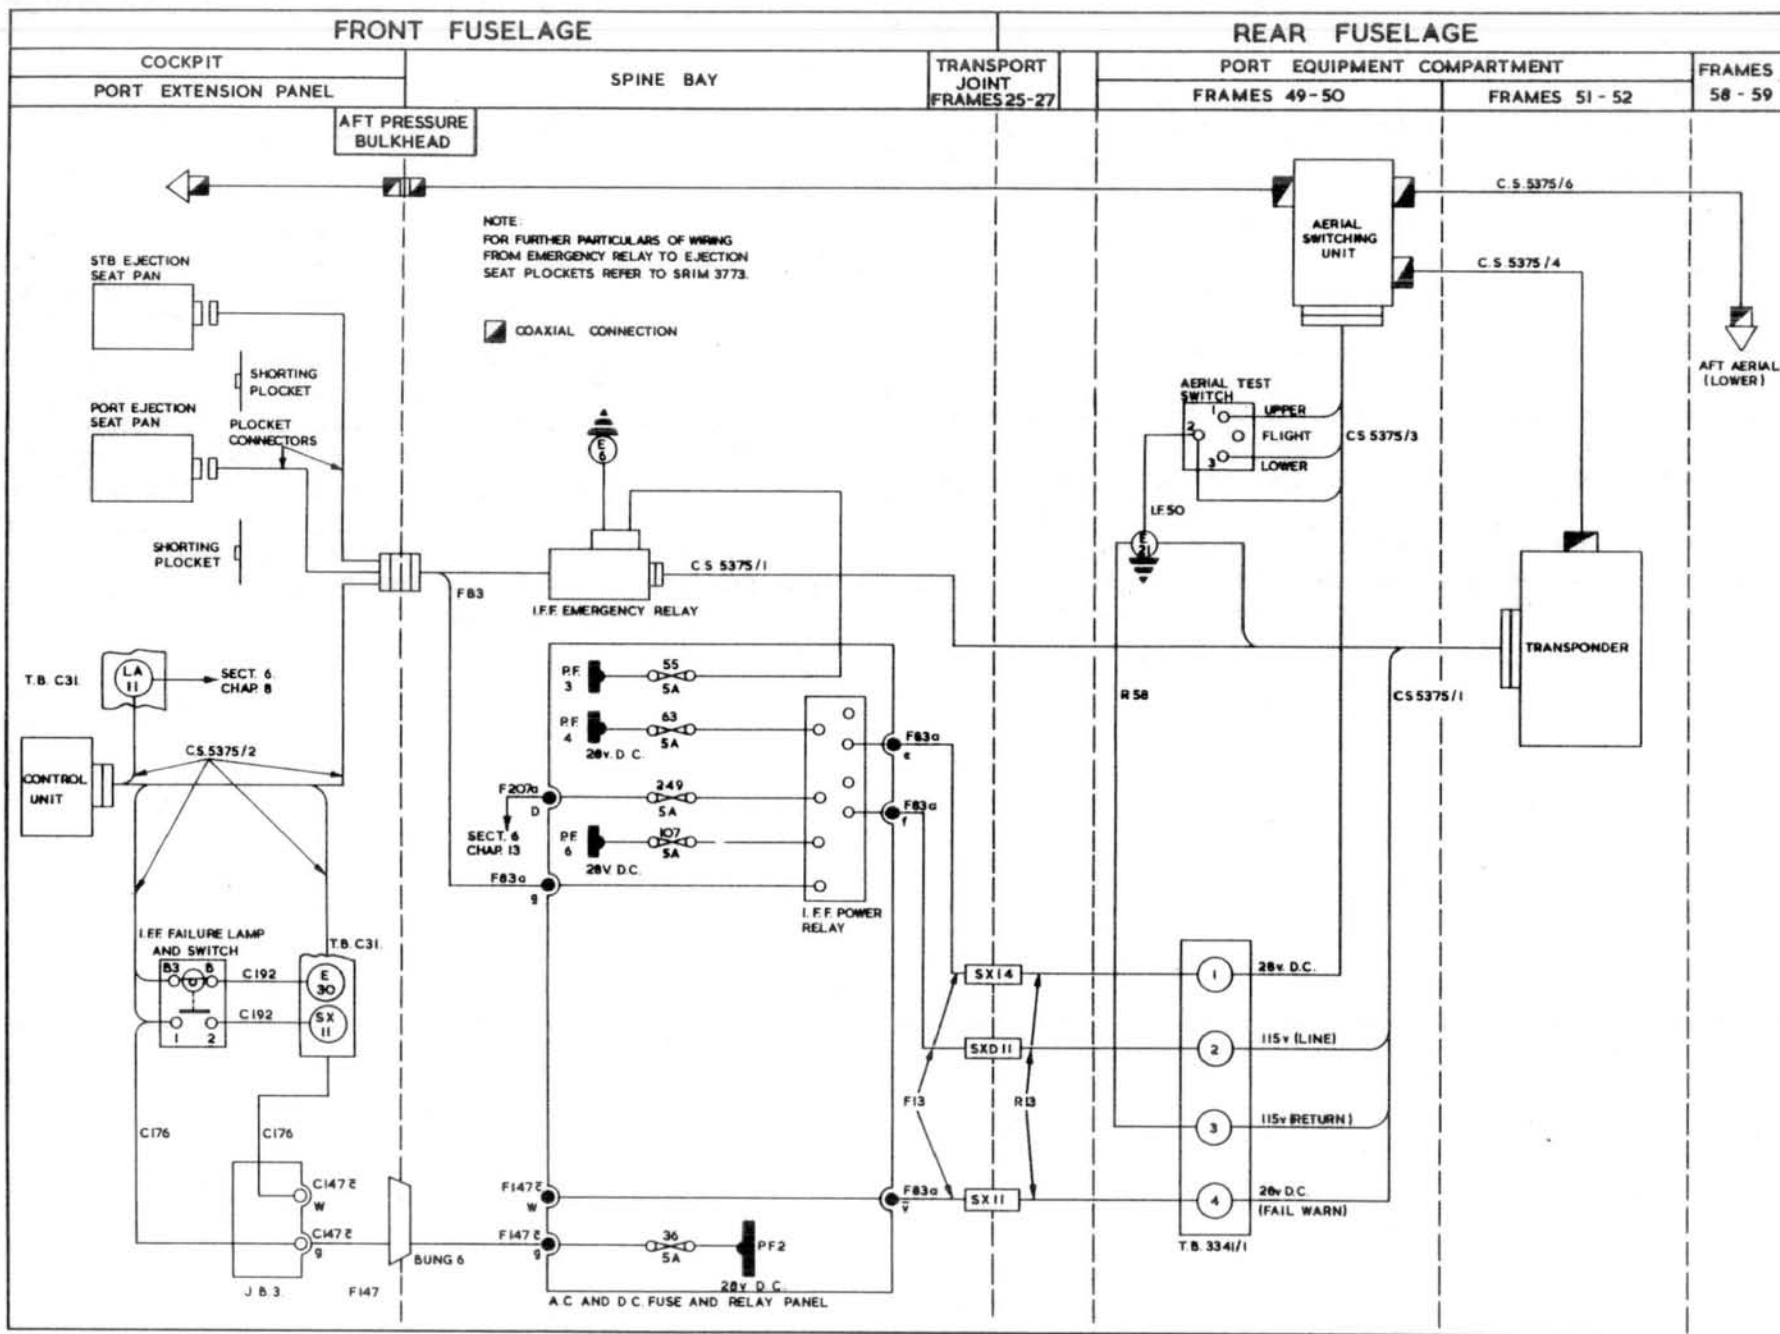 FRONT FUSELAGE
REAR FUSELAGE
COCKPIT
PORT EXTENSION PANEL
SPINE BAY
TRANSPORT
JOINT
FRAMES 25-27
PORT EQUIPMENT COMPARTMENT
FRAMES 49-50
FRAMES 51-52
FRAMES
58-59
AFT PRESSURE
BULKHEAD
NOTE:
FOR FURTHER PARTICULARS OF WIRING
FROM EMERGENCY RELAY TO EJECTION
SEAT PLOCKETS REFER TO SRIM 3773.
COAXIAL CONNECTION
AERIAL
SWITCHING
UNIT
C.S.5375/6
C.S.5375/4
AFT AERIAL
(LOWER)
STB EJECTION
SEAT PAN
SHORTING
PLOCKET
PORT EJECTION
SEAT PAN
PLOCKET
CONNECTORS
SHORTING
PLOCKET
AERIAL TEST
SWITCH
1
UPPER
2
FLIGHT
3
LOWER
CS 5375/3
I.F.50
E
21
E
6
C S 5375/1
F83
I.F.F. EMERGENCY RELAY
TRANSPONDER
R 58
CS 5375/1
T.B. C31.
LA
11
SECT. 6.
CHAP. 8
C.S.5375/2
CONTROL
UNIT
P.F.
3
55
5A
P.F.
4
63
5A
28v. D.C.
F207a
D
249
5A
SECT. 6
CHAP. 13
P.F.
6
107
5A
28V. D.C.
F83a
g
F83a
e
F83a
f
I.F.F. POWER
RELAY
I.F.F. FAILURE LAMP
AND SWITCH
B3
B
C192
T.B. C31.
E
30
1
2
C192
SX
11
C176
C176
C147
W
C147
g
J B 3.
F147
BUNG 6
F147
W
F147
g
36
5A
PF2
28v D.C.
A.C AND D.C. FUSE AND RELAY PANEL
F83a
v
SX14
SXD11
SX11
F13
R13
1
28v. D.C.
2
115v (LINE)
3
115v (RETURN)
4
28v D.C.
(FAIL WARN)
T.B. 3341/1